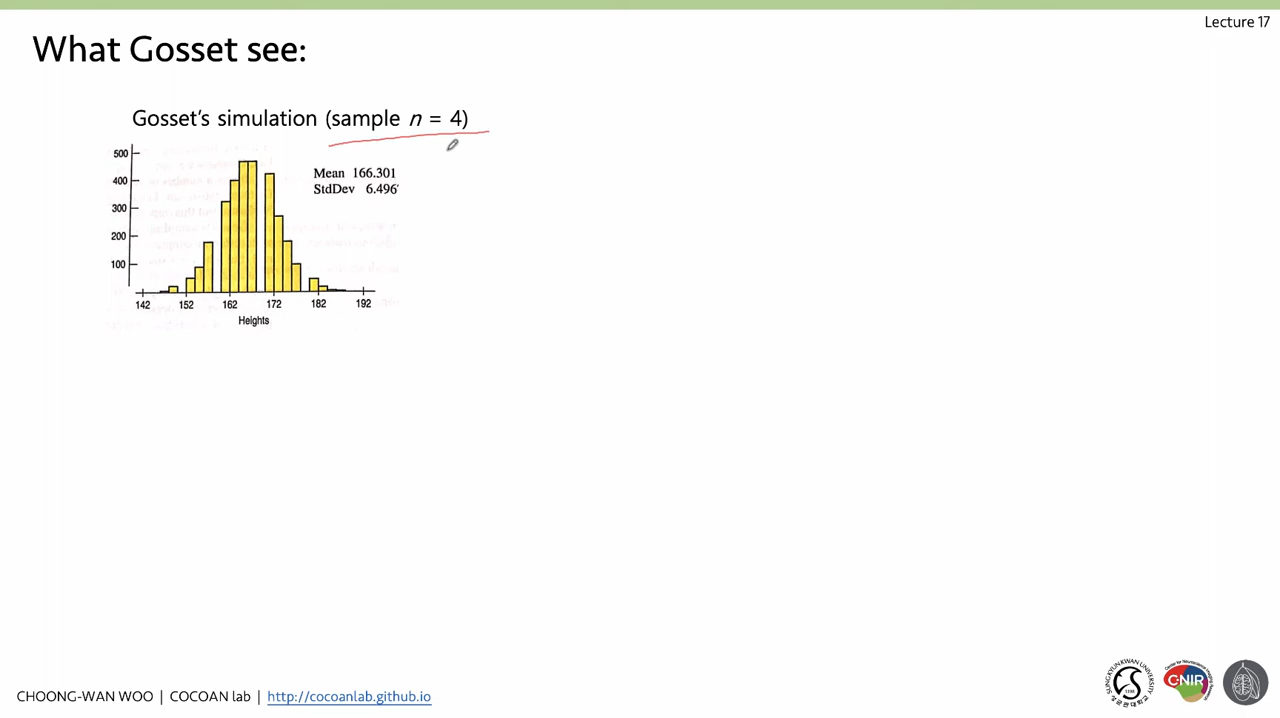 Lecture 17
What Gosset see:
Gosset's simulation (sample n = 4)
500
400
300
200
100
Mean 166.301
StdDev 6.496
142 152 162 172 182 192
Heights
CHOONG-WAN WOO | COCOAN lab | http://cocoanlab.github.io
CNIR